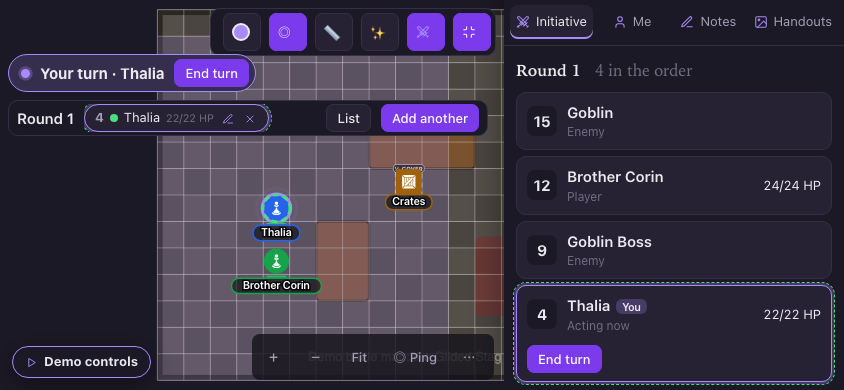 Initiative
Me
Notes
Handouts
Your turn · Thalia
End turn
Round 1
4
Thalia
22/22 HP
List
Add another
COVER
Crates
Thalia
Brother Corin
+
−
Fit
Ping
...
Demo controls
Round 1
4 in the order
15
Goblin
Enemy
12
Brother Corin
Player
24/24 HP
9
Goblin Boss
Enemy
4
Thalia
You
Acting now
22/22 HP
End turn